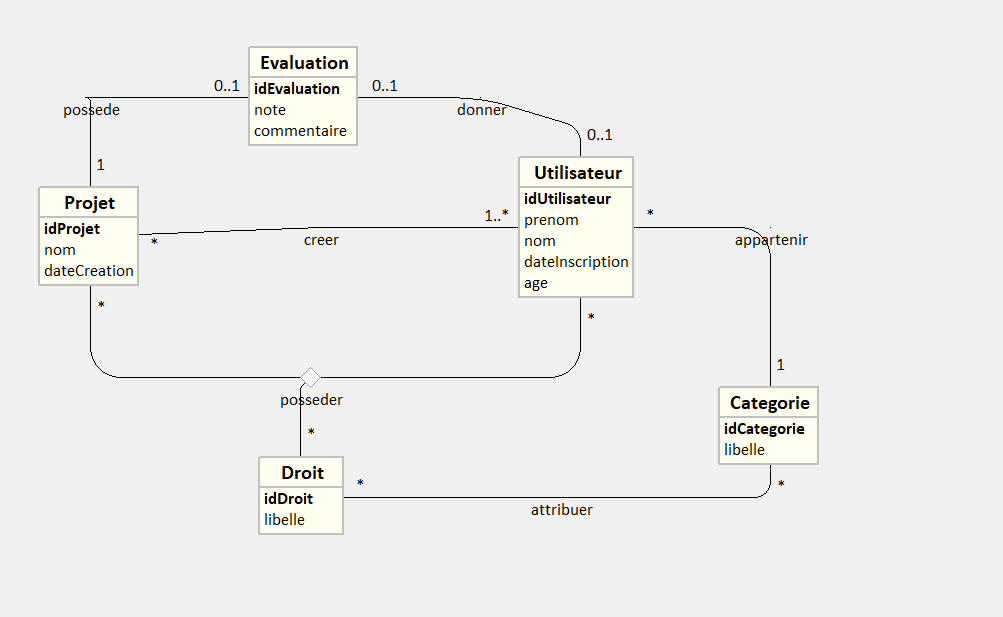 Evaluation
0..1
0..1
idEvaluation
note
commentaire
possede
donner
0..1
1
Utilisateur
Projet
idUtilisateur
prenom
nom
dateInscription
age
1..*
*
idProjet
nom
dateCreation
*
creer
appartenir
*
*
1
posseder
*
Categorie
idCategorie
libelle
Droit
idDroit
libelle
*
*
attribuer